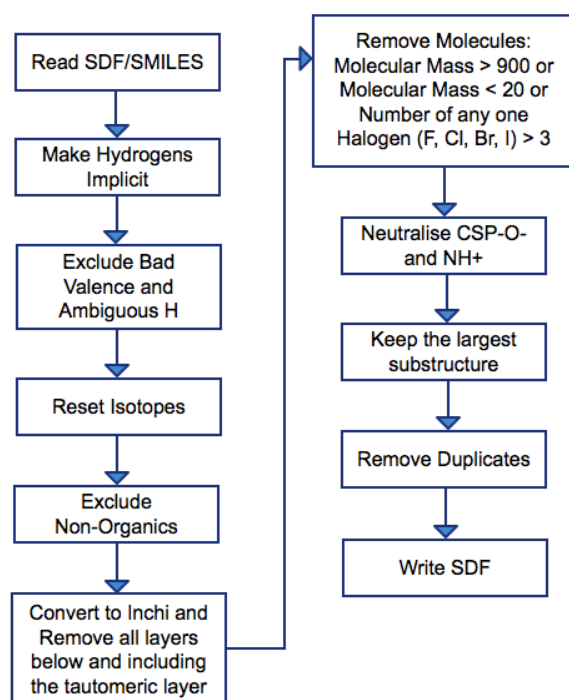 Read SDF/SMILES
Make Hydrogens
Implicit
Exclude Bad
Valence and
Ambiguous H
Reset Isotopes
Exclude
Non-Organics
Convert to Inchi and
Remove all layers
below and including
the tautomeric layer
Remove Molecules:
Molecular Mass > 900 or
Molecular Mass < 20 or
Number of any one
Halogen (F, Cl, Br, I) > 3
Neutralise CSP-O-
and NH+
Keep the largest
substructure
Remove Duplicates
Write SDF